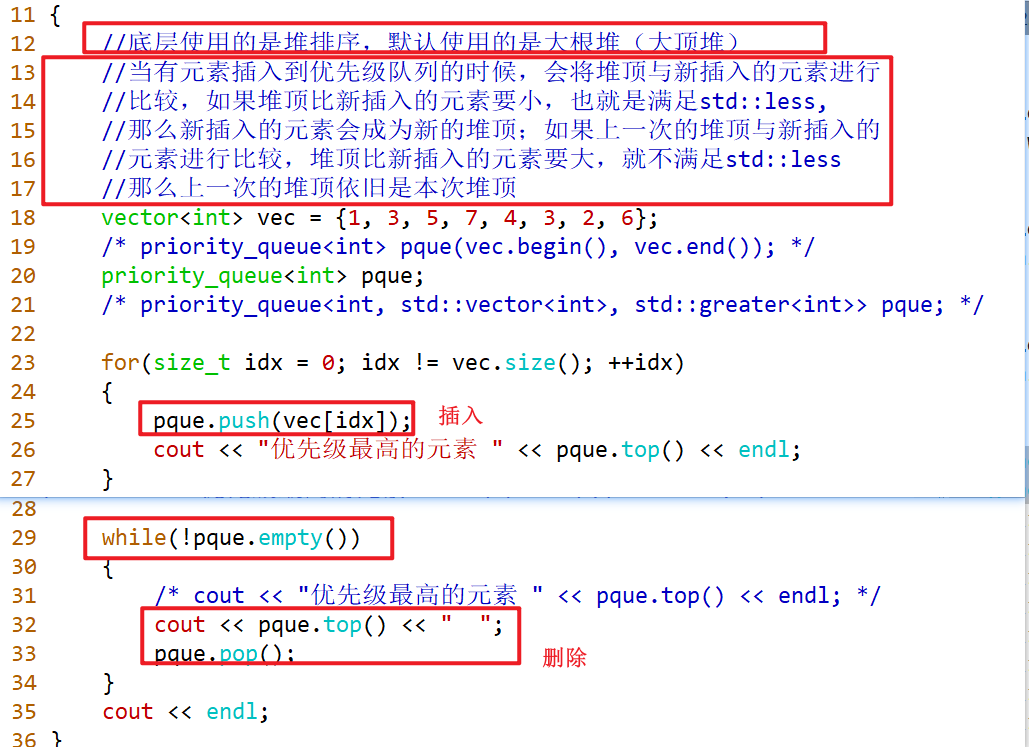 11 {
12 //底层使用的是堆排序，默认使用的是大根堆（大顶堆）
13 //当有元素插入到优先级队列的时候，会将堆顶与新插入的元素进行
14 //比较，如果堆顶比新插入的元素要小，也就是满足std::less,
15 //那么新插入的元素会成为新的堆顶；如果上一次的堆顶与新插入的
16 //元素进行比较，堆顶比新插入的元素要大，就不满足std::less
17 //那么上一次的堆顶依旧是本次堆顶
18 vector<int> vec = {1, 3, 5, 7, 4, 3, 2, 6};
19 /* priority_queue<int> pque(vec.begin(), vec.end()); */
20 priority_queue<int> pque;
21 /* priority_queue<int, std::vector<int>, std::greater<int>> pque; */
22
23 for(size_t idx = 0; idx != vec.size(); ++idx)
24 {
25 pque.push(vec[idx]); 插入
26 cout << "优先级最高的元素 " << pque.top() << endl;
27 }
28
29 while(!pque.empty())
30 {
31 /* cout << "优先级最高的元素 " << pque.top() << endl; */
32 cout << pque.top() << "  ";
33 pque.pop(); 删除
34 }
35 cout << endl;
36 }